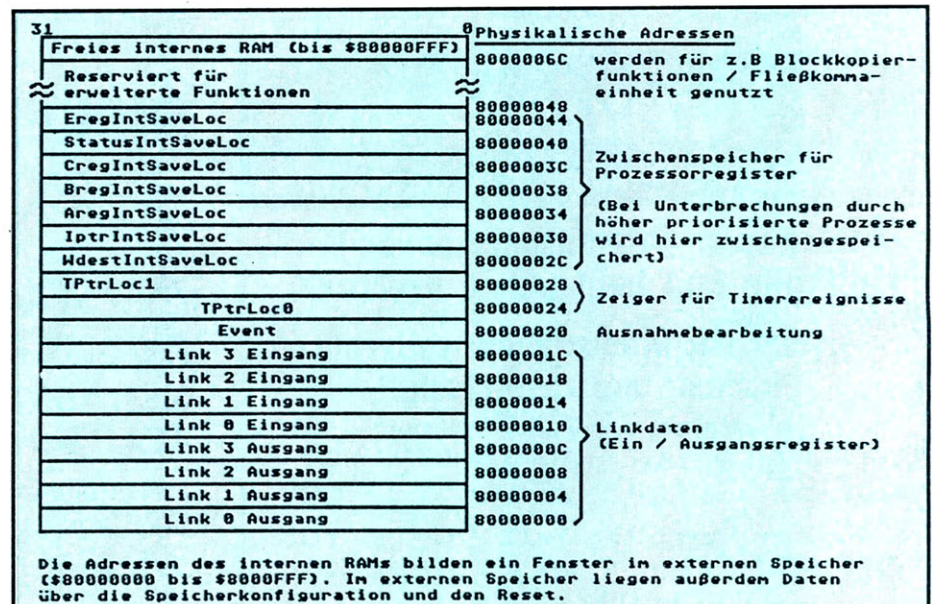 31 0 Physikalische Adressen
Freies internes RAM (bis $80000FFF)
8000006C werden für z.B Blockkopier-
Reserviert für funktionen / Fließkomma-
erweiterte Funktionen einheit genutzt
80000048
EregIntSaveLoc 80000044
StatusIntSaveLoc 80000040
CregIntSaveLoc 8000003C Zwischenspeicher für
Prozessorregister
BregIntSaveLoc 80000038
AregIntSaveLoc 80000034 (Bei Unterbrechungen durch
höher priorisierte Prozesse
IptrIntSaveLoc 80000030 wird hier zwischengespei-
WdestIntSaveLoc 8000002C chert)
TPtrLoc1 80000028
Zeiger für Timerereignisse
TPtrLoc0 80000024
Event 80000020 Ausnahmebearbeitung
Link 3 Eingang 8000001C
Link 2 Eingang 80000018
Link 1 Eingang 80000014
Link 0 Eingang 80000010 Linkdaten
Link 3 Ausgang 8000000C (Ein / Ausgangsregister)
Link 2 Ausgang 80000008
Link 1 Ausgang 80000004
Link 0 Ausgang 80000000
Die Adressen des internen RAMs bilden ein Fenster im externen Speicher
($80000000 bis $8000FFF). Im externen Speicher liegen außerdem Daten
über die Speicherkonfiguration und den Reset.